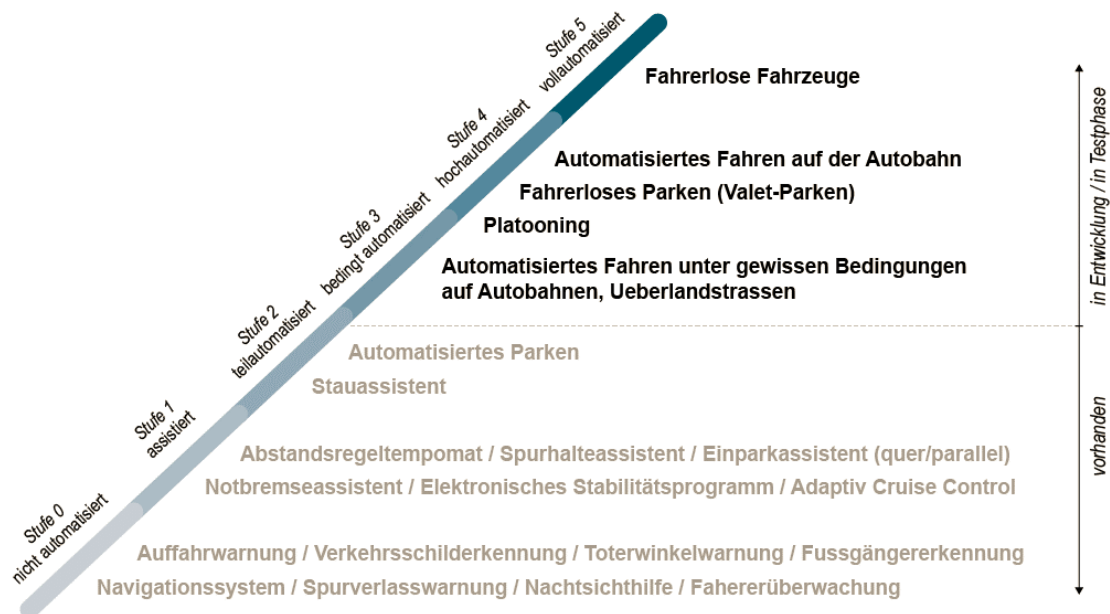 Stufe 5
vollautomatisiert
Fahrerlose Fahrzeuge
Stufe 4
hochautomatisiert
Automatisiertes Fahren auf der Autobahn
Fahrerloses Parken (Valet-Parken)
Platooning
Stufe 3
bedingt automatisiert
Automatisiertes Fahren unter gewissen Bedingungen
auf Autobahnen, Ueberlandstrassen
in Entwicklung / in Testphase
Stufe 2
teilautomatisiert
Automatisiertes Parken
Stauassistent
Stufe 1
assistiert
Abstandsregeltempomat / Spurhalteassistent / Einparkassistent (quer/parallel)
Notbremseassistent / Elektronisches Stabilitätsprogramm / Adaptiv Cruise Control
vorhanden
Stufe 0
nicht automatisiert
Auffahrwarnung / Verkehrsschilderkennung / Toterwinkelwarnung / Fussgängererkennung
Navigationssystem / Spurverlasswarnung / Nachtsichthilfe / Fahererüberwachung